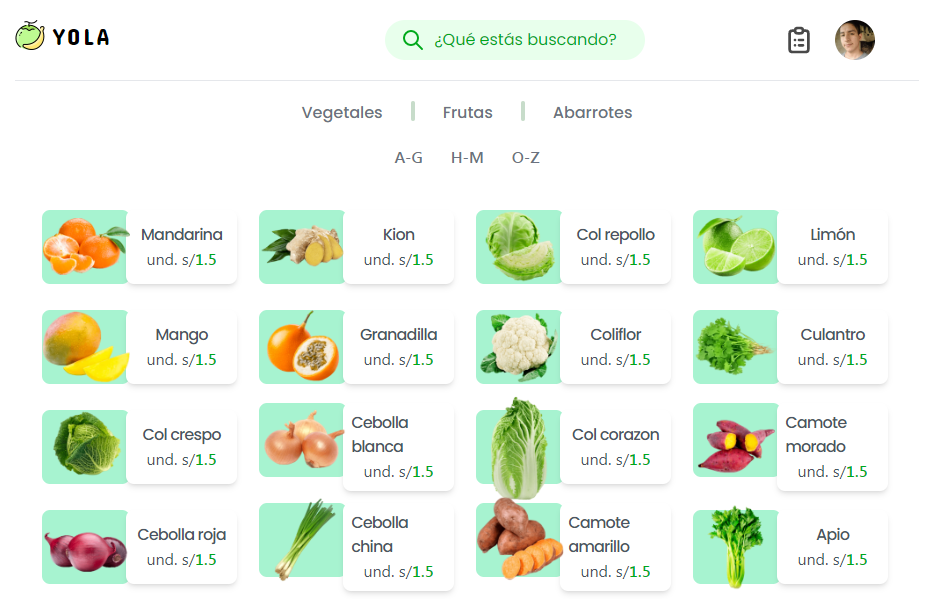 YOLA
¿Qué estás buscando?
Vegetales
Frutas
Abarrotes
A-G
H-M
O-Z
Mandarina
und. s/1.5
Kion
und. s/1.5
Col repollo
und. s/1.5
Limón
und. s/1.5
Mango
und. s/1.5
Granadilla
und. s/1.5
Coliflor
und. s/1.5
Culantro
und. s/1.5
Col crespo
und. s/1.5
Cebolla
blanca
und. s/1.5
Col corazon
und. s/1.5
Camote
morado
und. s/1.5
Cebolla roja
und. s/1.5
Cebolla
china
und. s/1.5
Camote
amarillo
und. s/1.5
Apio
und. s/1.5